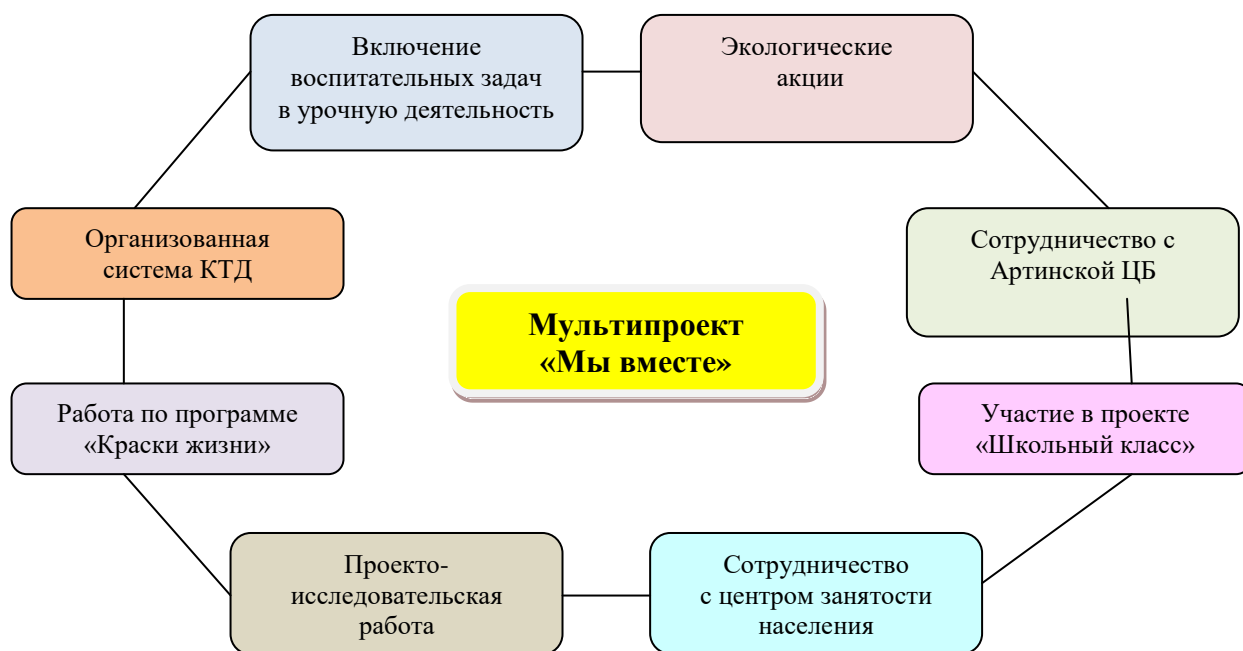 Включение
воспитательных задач
в урочную деятельность
Экологические
акции
Организованная
система КТД
Сотрудничество с
Артинской ЦБ
Мультипроект
«Мы вместе»
Работа по программе
«Краски жизни»
Участие в проекте
«Школьный класс»
Проекто-
исследовательская
работа
Сотрудничество
с центром занятости
населения